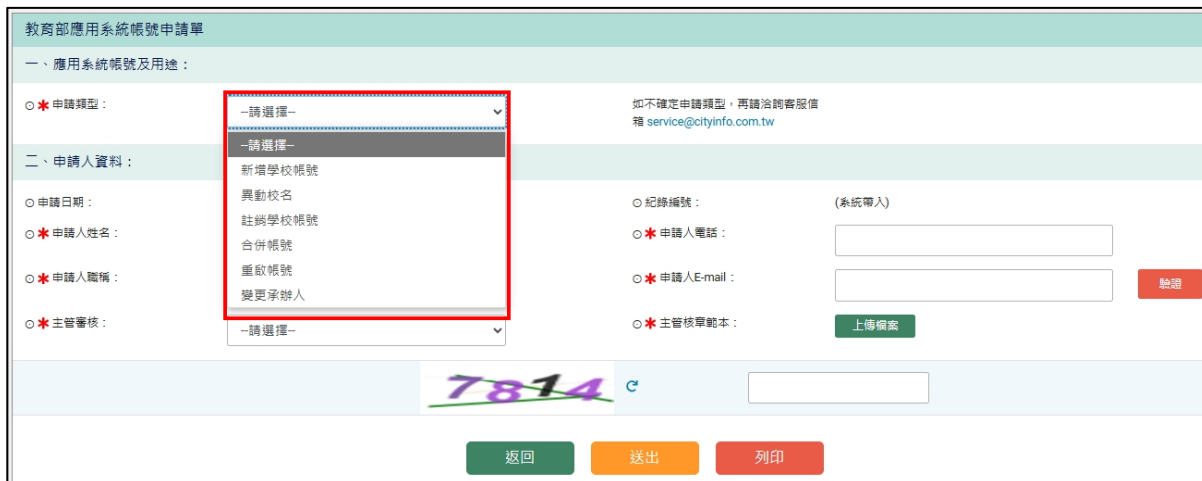 教育部應用系統帳號申請單
一、應用系統帳號及用途：
⊙✱申請類型：
--請選擇--
如不確定申請類型，再請洽詢客服信
箱 service@cityinfo.com.tw
--請選擇--
新增學校帳號
異動校名
註銷學校帳號
合併帳號
重啟帳號
變更承辦人
二、申請人資料：
⊙申請日期：
⊙紀錄編號：
(系統帶入)
⊙✱申請人姓名：
⊙✱申請人電話：
⊙✱申請人職稱：
⊙✱申請人E-mail：
驗證
⊙✱主管審核：
--請選擇--
⊙✱主管核章範本：
上傳檔案
7814
返回
送出
列印